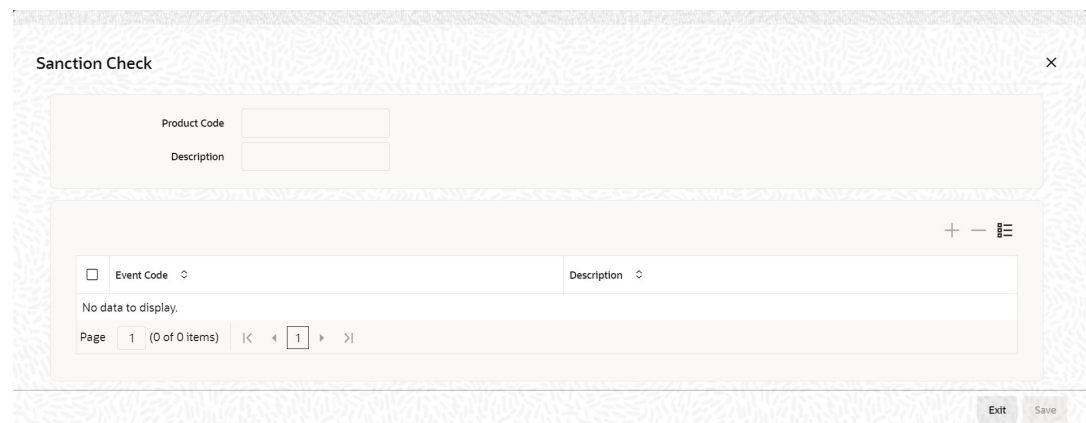 Sanction Check
Product Code
Description
Event Code Description
No data to display.
Page 1 (0 of 0 items) 1
Exit Save